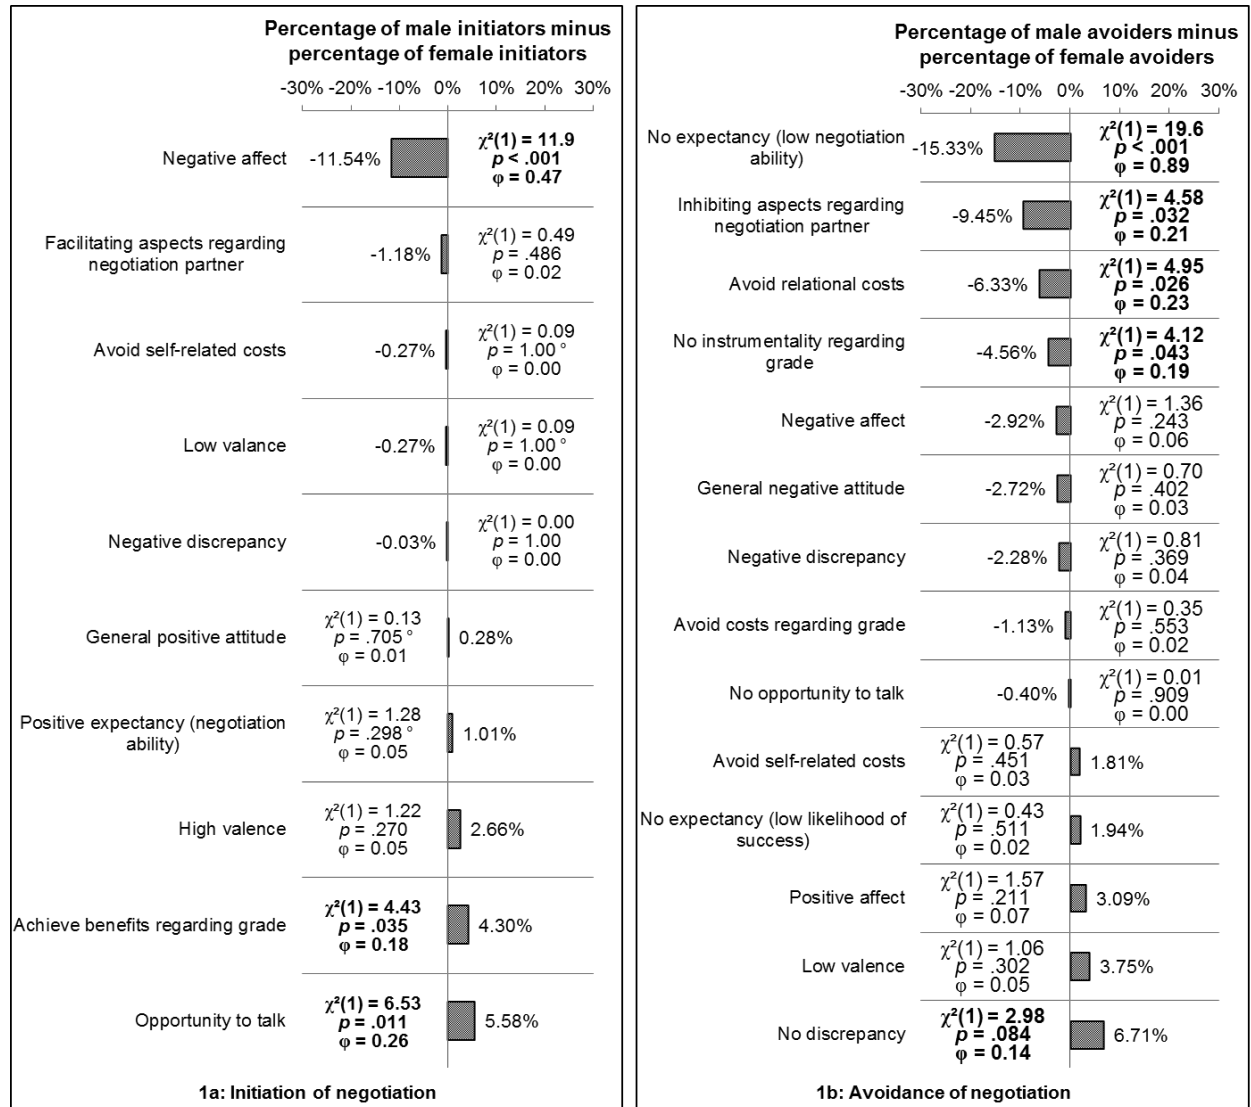 Percentage of male initiators minus
percentage of female initiators
-30% -20% -10% 0% 10% 20% 30%
Negative affect
-11.54%
χ²(1) = 11.9
p < .001
φ = 0.47
Facilitating aspects regarding
negotiation partner
-1.18%
χ²(1) = 0.49
p = .486
φ = 0.02
Avoid self-related costs
-0.27%
χ²(1) = 0.09
p = 1.00 °
φ = 0.00
Low valance
-0.27%
χ²(1) = 0.09
p = 1.00 °
φ = 0.00
Negative discrepancy
-0.03%
χ²(1) = 0.00
p = 1.00
φ = 0.00
General positive attitude
χ²(1) = 0.13
p = .705 °
φ = 0.01
0.28%
Positive expectancy (negotiation
ability)
χ²(1) = 1.28
p = .298 °
φ = 0.05
1.01%
High valence
χ²(1) = 1.22
p = .270
φ = 0.05
2.66%
Achieve benefits regarding grade
χ²(1) = 4.43
p = .035
φ = 0.18
4.30%
Opportunity to talk
χ²(1) = 6.53
p = .011
φ = 0.26
5.58%
1a: Initiation of negotiation
Percentage of male avoiders minus
percentage of female avoiders
-30% -20% -10% 0% 10% 20% 30%
No expectancy (low negotiation
ability)
-15.33%
χ²(1) = 19.6
p < .001
φ = 0.89
Inhibiting aspects regarding
negotiation partner
-9.45%
χ²(1) = 4.58
p = .032
φ = 0.21
Avoid relational costs
-6.33%
χ²(1) = 4.95
p = .026
φ = 0.23
No instrumentality regarding
grade
-4.56%
χ²(1) = 4.12
p = .043
φ = 0.19
Negative affect
-2.92%
χ²(1) = 1.36
p = .243
φ = 0.06
General negative attitude
-2.72%
χ²(1) = 0.70
p = .402
φ = 0.03
Negative discrepancy
-2.28%
χ²(1) = 0.81
p = .369
φ = 0.04
Avoid costs regarding grade
-1.13%
χ²(1) = 0.35
p = .553
φ = 0.02
No opportunity to talk
-0.40%
χ²(1) = 0.01
p = .909
φ = 0.00
Avoid self-related costs
χ²(1) = 0.57
p = .451
φ = 0.03
1.81%
No expectancy (low likelihood of
success)
χ²(1) = 0.43
p = .511
φ = 0.02
1.94%
Positive affect
χ²(1) = 1.57
p = .211
φ = 0.07
3.09%
Low valence
χ²(1) = 1.06
p = .302
φ = 0.05
3.75%
No discrepancy
χ²(1) = 2.98
p = .084
φ = 0.14
6.71%
1b: Avoidance of negotiation